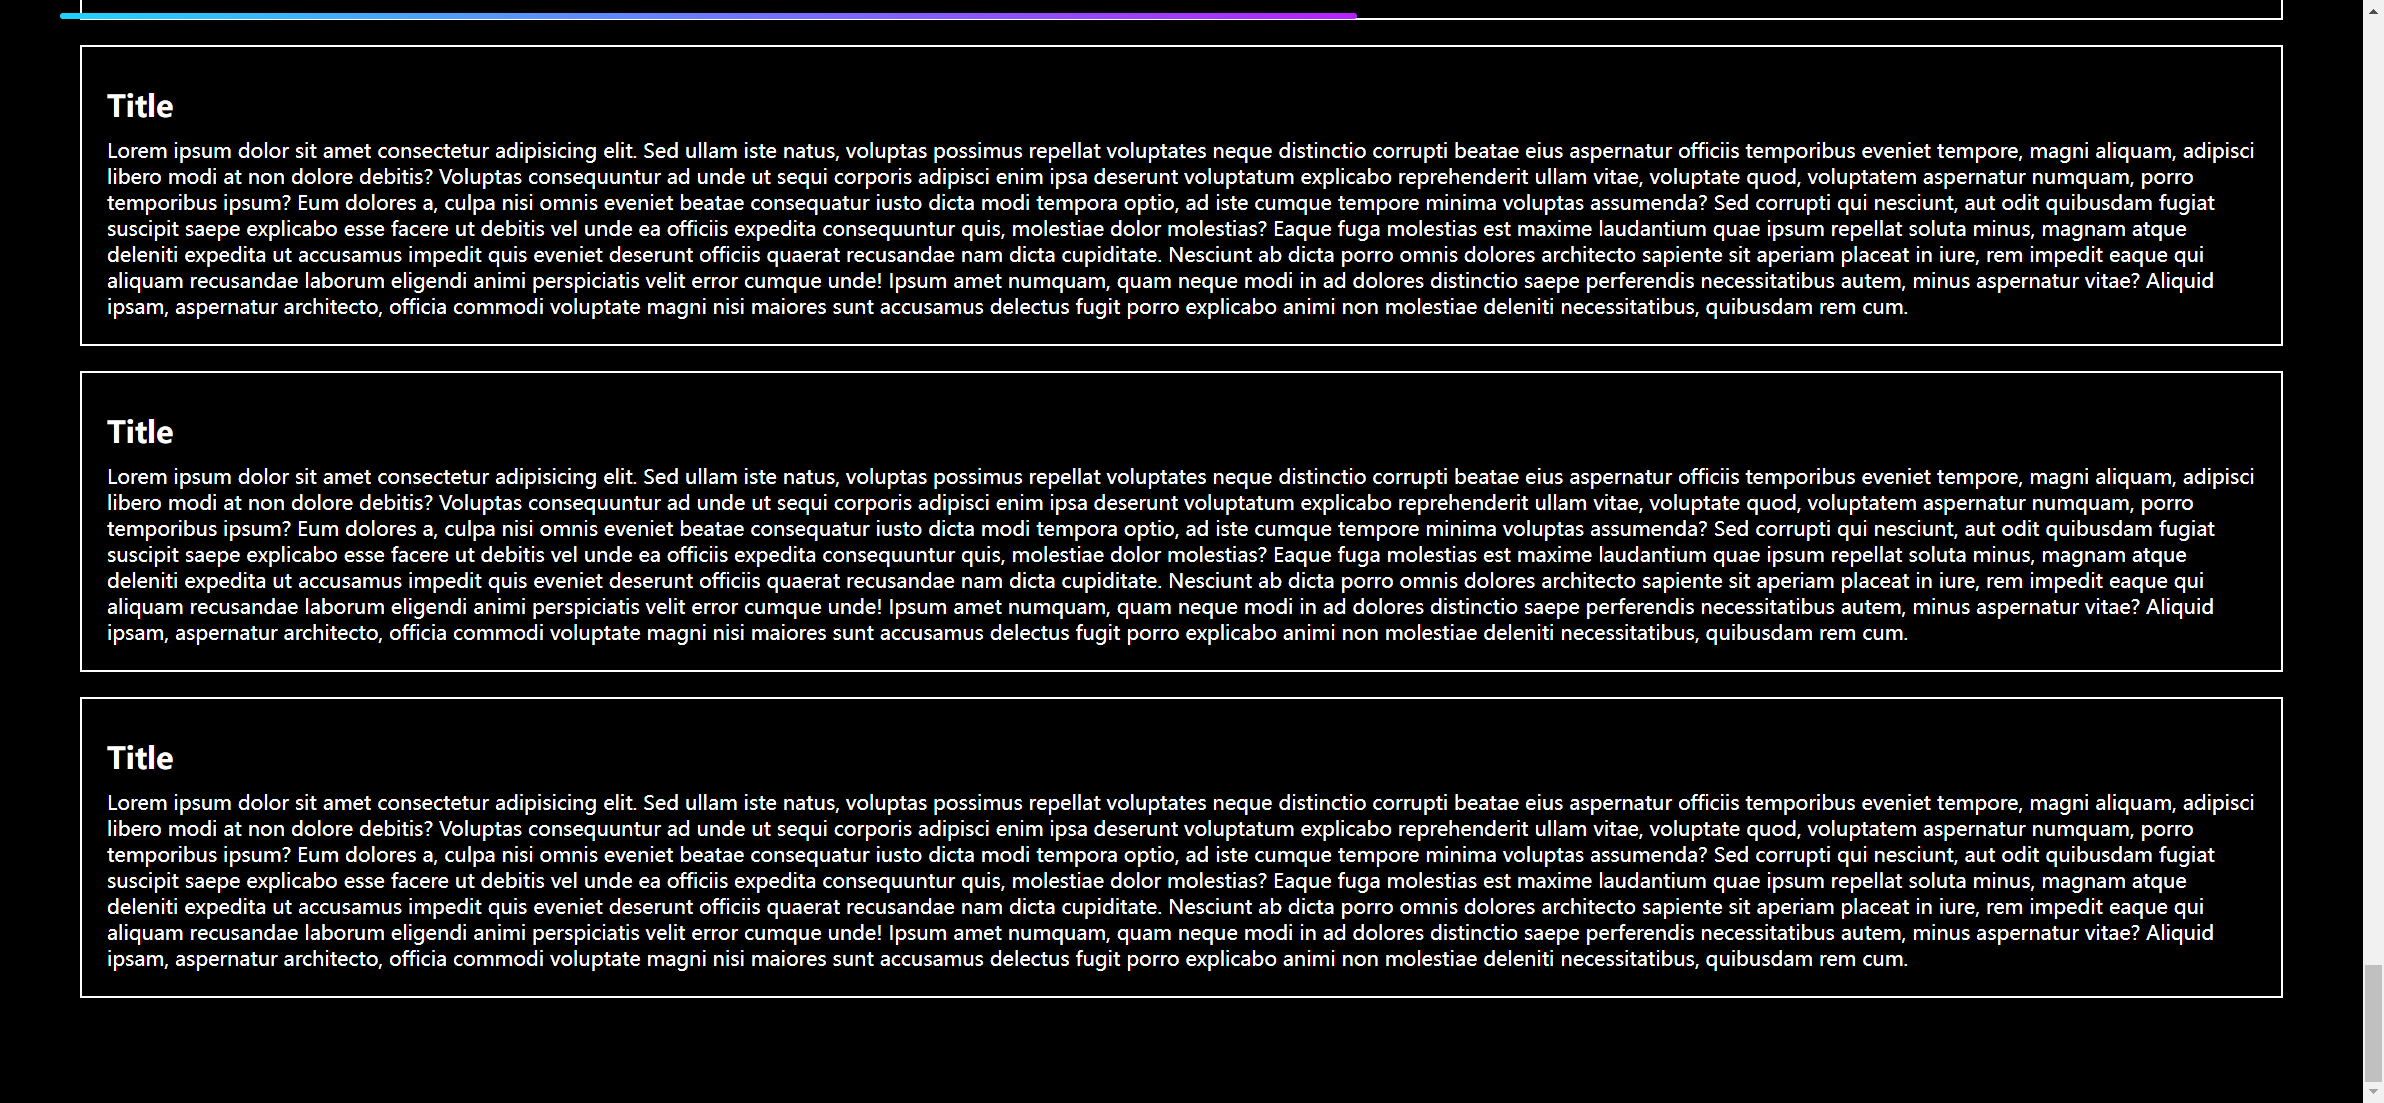 Title
Lorem ipsum dolor sit amet consectetur adipisicing elit. Sed ullam iste natus, voluptas possimus repellat voluptates neque distinctio corrupti beatae eius aspernatur officiis temporibus eveniet tempore, magni aliquam, adipisci
libero modi at non dolore debitis? Voluptas consequuntur ad unde ut sequi corporis adipisci enim ipsa deserunt voluptatum explicabo reprehenderit ullam vitae, voluptate quod, voluptatem aspernatur numquam, porro
temporibus ipsum? Eum dolores a, culpa nisi omnis eveniet beatae consequatur iusto dicta modi tempora optio, ad iste cumque tempore minima voluptas assumenda? Sed corrupti qui nesciunt, aut odit quibusdam fugiat
suscipit saepe explicabo esse facere ut debitis vel unde ea officiis expedita consequuntur quis, molestiae dolor molestias? Eaque fuga molestias est maxime laudantium quae ipsum repellat soluta minus, magnam atque
deleniti expedita ut accusamus impedit quis eveniet deserunt officiis quaerat recusandae nam dicta cupiditate. Nesciunt ab dicta porro omnis dolores architecto sapiente sit aperiam placeat in iure, rem impedit eaque qui
aliquam recusandae laborum eligendi animi perspiciatis velit error cumque unde! Ipsum amet numquam, quam neque modi in ad dolores distinctio saepe perferendis necessitatibus autem, minus aspernatur vitae? Aliquid
ipsam, aspernatur architecto, officia commodi voluptate magni nisi maiores sunt accusamus delectus fugit porro explicabo animi non molestiae deleniti necessitatibus, quibusdam rem cum.
Title
Lorem ipsum dolor sit amet consectetur adipisicing elit. Sed ullam iste natus, voluptas possimus repellat voluptates neque distinctio corrupti beatae eius aspernatur officiis temporibus eveniet tempore, magni aliquam, adipisci
libero modi at non dolore debitis? Voluptas consequuntur ad unde ut sequi corporis adipisci enim ipsa deserunt voluptatum explicabo reprehenderit ullam vitae, voluptate quod, voluptatem aspernatur numquam, porro
temporibus ipsum? Eum dolores a, culpa nisi omnis eveniet beatae consequatur iusto dicta modi tempora optio, ad iste cumque tempore minima voluptas assumenda? Sed corrupti qui nesciunt, aut odit quibusdam fugiat
suscipit saepe explicabo esse facere ut debitis vel unde ea officiis expedita consequuntur quis, molestiae dolor molestias? Eaque fuga molestias est maxime laudantium quae ipsum repellat soluta minus, magnam atque
deleniti expedita ut accusamus impedit quis eveniet deserunt officiis quaerat recusandae nam dicta cupiditate. Nesciunt ab dicta porro omnis dolores architecto sapiente sit aperiam placeat in iure, rem impedit eaque qui
aliquam recusandae laborum eligendi animi perspiciatis velit error cumque unde! Ipsum amet numquam, quam neque modi in ad dolores distinctio saepe perferendis necessitatibus autem, minus aspernatur vitae? Aliquid
ipsam, aspernatur architecto, officia commodi voluptate magni nisi maiores sunt accusamus delectus fugit porro explicabo animi non molestiae deleniti necessitatibus, quibusdam rem cum.
Title
Lorem ipsum dolor sit amet consectetur adipisicing elit. Sed ullam iste natus, voluptas possimus repellat voluptates neque distinctio corrupti beatae eius aspernatur officiis temporibus eveniet tempore, magni aliquam, adipisci
libero modi at non dolore debitis? Voluptas consequuntur ad unde ut sequi corporis adipisci enim ipsa deserunt voluptatum explicabo reprehenderit ullam vitae, voluptate quod, voluptatem aspernatur numquam, porro
temporibus ipsum? Eum dolores a, culpa nisi omnis eveniet beatae consequatur iusto dicta modi tempora optio, ad iste cumque tempore minima voluptas assumenda? Sed corrupti qui nesciunt, aut odit quibusdam fugiat
suscipit saepe explicabo esse facere ut debitis vel unde ea officiis expedita consequuntur quis, molestiae dolor molestias? Eaque fuga molestias est maxime laudantium quae ipsum repellat soluta minus, magnam atque
deleniti expedita ut accusamus impedit quis eveniet deserunt officiis quaerat recusandae nam dicta cupiditate. Nesciunt ab dicta porro omnis dolores architecto sapiente sit aperiam placeat in iure, rem impedit eaque qui
aliquam recusandae laborum eligendi animi perspiciatis velit error cumque unde! Ipsum amet numquam, quam neque modi in ad dolores distinctio saepe perferendis necessitatibus autem, minus aspernatur vitae? Aliquid
ipsam, aspernatur architecto, officia commodi voluptate magni nisi maiores sunt accusamus delectus fugit porro explicabo animi non molestiae deleniti necessitatibus, quibusdam rem cum.